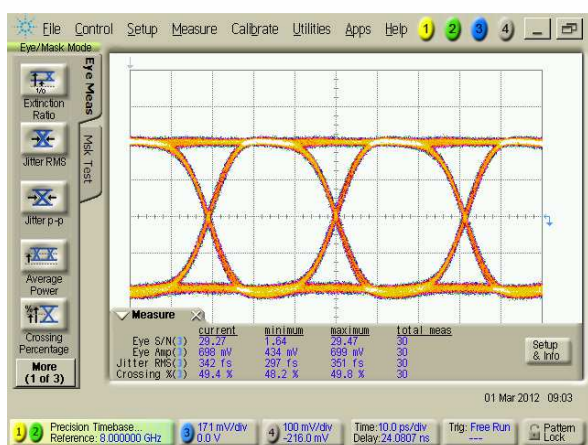 File Control Setup Measure Calibrate Utilities Apps Help 1 2 3 4
Eye/Mask Mode
Eye Meas
Msk Test
Extinction
Ratio
Jitter RMS
Jitter p-p
Average
Power
Crossing
Percentage
More
(1 of 3)
Measure
current minimum maximum total meas
Eye S/N(3) 29.27 1.64 29.47 30
Eye Amp(3) 698 mV 434 mV 699 mV 30
Jitter RMS(3) 342 fs 297 fs 351 fs 30
Crossing %(3) 49.4 % 48.2 % 49.8 % 30
Setup
& Info
01 Mar 2012 09:03
1 2 Precision Timebase...
Reference: 8.000000 GHz
3 171 mV/div
0.0 V
4 100 mV/div
-216.0 mV
Time:10.0 ps/div
Delay:24.0807 ns
Trig: Free Run
---
Pattern
Lock